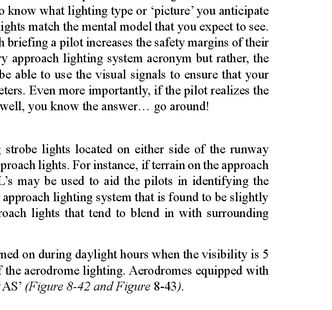 o know what lighting type or ‘picture’ you anticipate
ights match the mental model that you expect to see.
h briefing a pilot increases the safety margins of their
ry approach lighting system acronym but rather, the
be able to use the visual signals to ensure that your
eters. Even more importantly, if the pilot realizes the
well, you know the answer… go around!
strobe lights located on either side of the runway
proach lights. For instance, if terrain on the approach
L’s may be used to aid the pilots in identifying the
approach lighting system that is found to be slightly
roach lights that tend to blend in with surrounding
ned on during daylight hours when the visibility is 5
f the aerodrome lighting. Aerodromes equipped with
AS’ (Figure 8-42 and Figure 8-43).